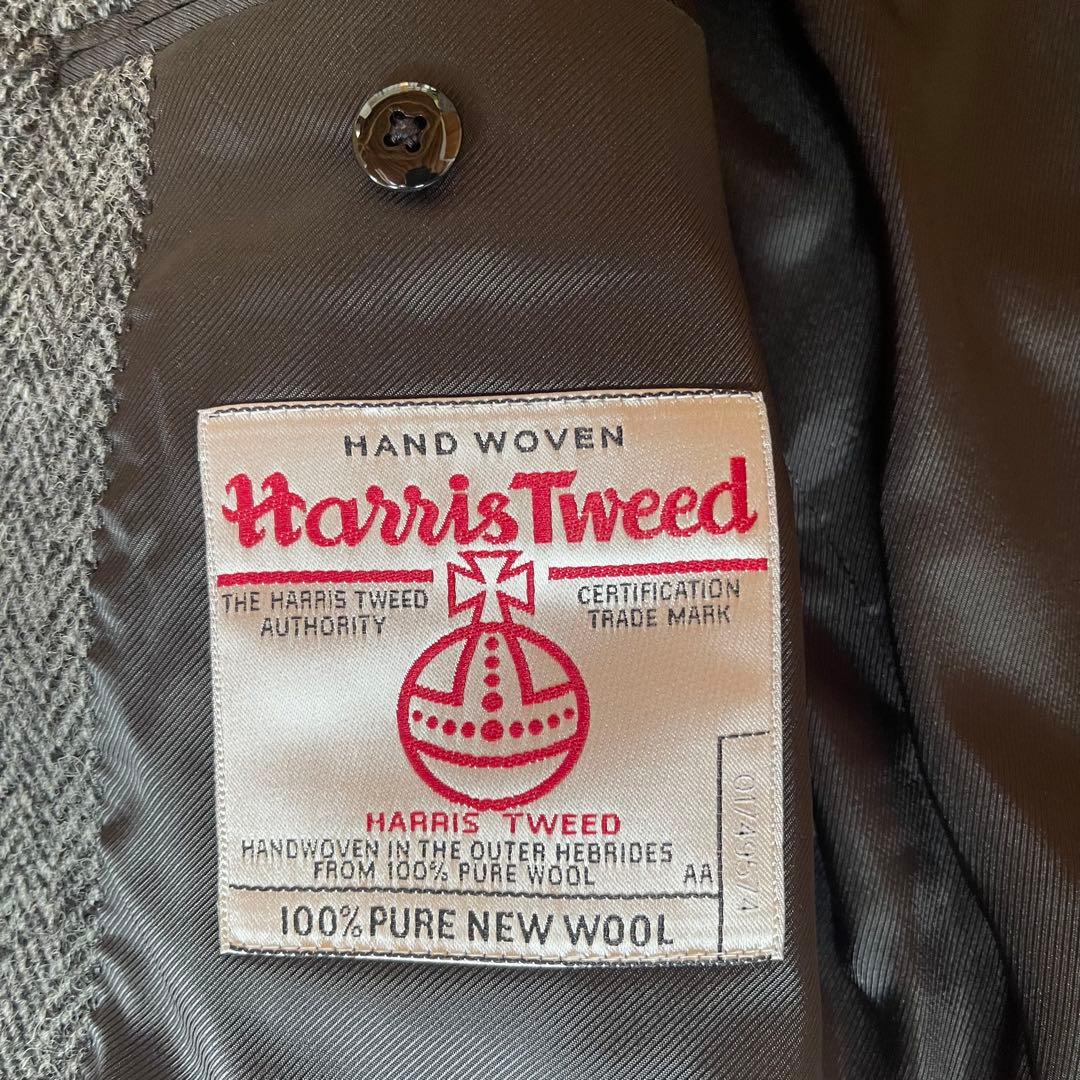 HAND WOVEN
Harris Tweed
THE HARRIS TWEED
AUTHORITY
CERTIFICATION
TRADE MARK
HARRIS TWEED
HANDWOVEN IN THE OUTER HEBRIDES
FROM 100% PURE WOOL
AA
100% PURE NEW WOOL